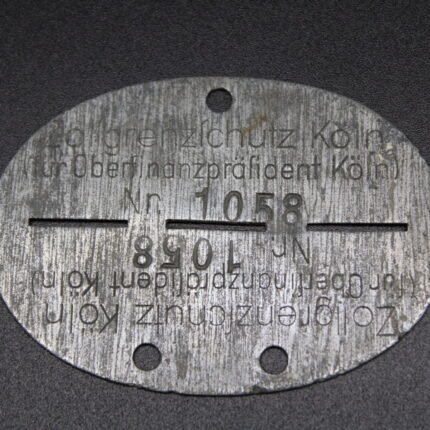 Zollgrenzſchutz Köln
(für Oberfinanzpräſident Köln)
Nr. 1058
Nr. 1058
(für Oberfinanzpräſident Köln)
Zollgrenzſchutz Köln